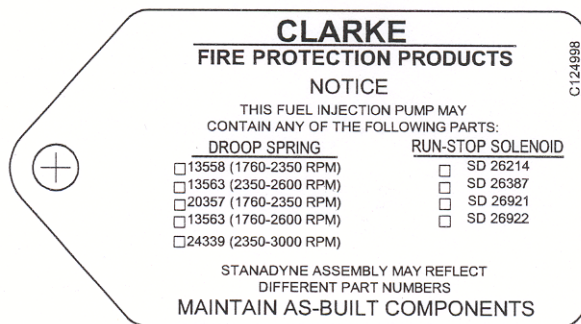 CLARKE
FIRE PROTECTION PRODUCTS
C124998
NOTICE
THIS FUEL INJECTION PUMP MAY
CONTAIN ANY OF THE FOLLOWING PARTS:
DROOP SPRING
RUN-STOP SOLENOID
13558 (1760-2350 RPM)
SD 26214
13563 (2350-2600 RPM)
SD 26387
20357 (1760-2350 RPM)
SD 26921
13563 (1760-2600 RPM)
SD 26922
24339 (2350-3000 RPM)
STANADYNE ASSEMBLY MAY REFLECT
DIFFERENT PART NUMBERS
MAINTAIN AS-BUILT COMPONENTS